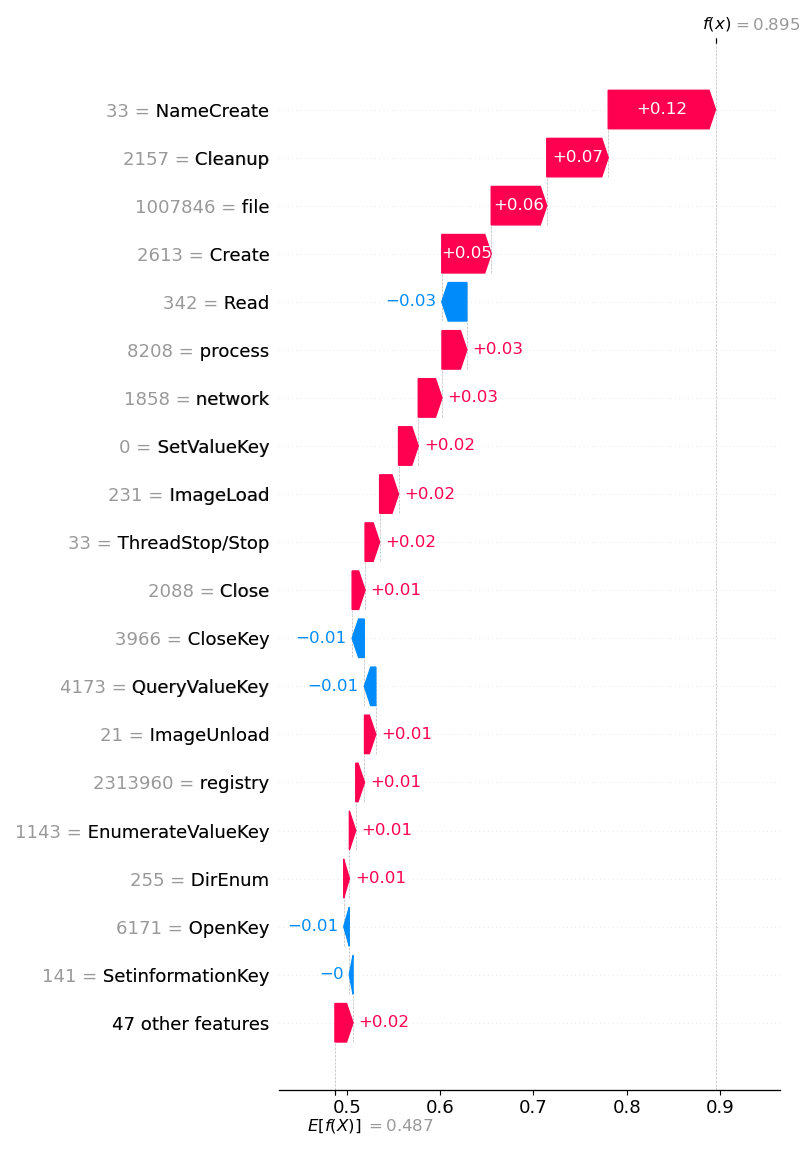 f(x) = 0.895
33 = NameCreate +0.12
2157 = Cleanup +0.07
1007846 = file +0.06
2613 = Create +0.05
342 = Read −0.03
8208 = process +0.03
1858 = network +0.03
0 = SetValueKey +0.02
231 = ImageLoad +0.02
33 = ThreadStop/Stop +0.02
2088 = Close +0.01
3966 = CloseKey −0.01
4173 = QueryValueKey −0.01
21 = ImageUnload +0.01
2313960 = registry +0.01
1143 = EnumerateValueKey +0.01
255 = DirEnum +0.01
6171 = OpenKey −0.01
141 = SetinformationKey −0
47 other features +0.02
0.5 0.6 0.7 0.8 0.9
E[f(X)] = 0.487